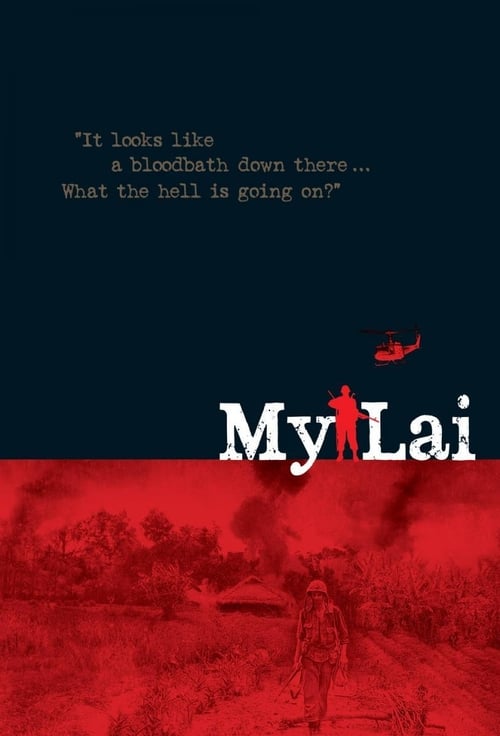 "It looks like
a bloodbath down there...
What the hell is going on?"
My Lai